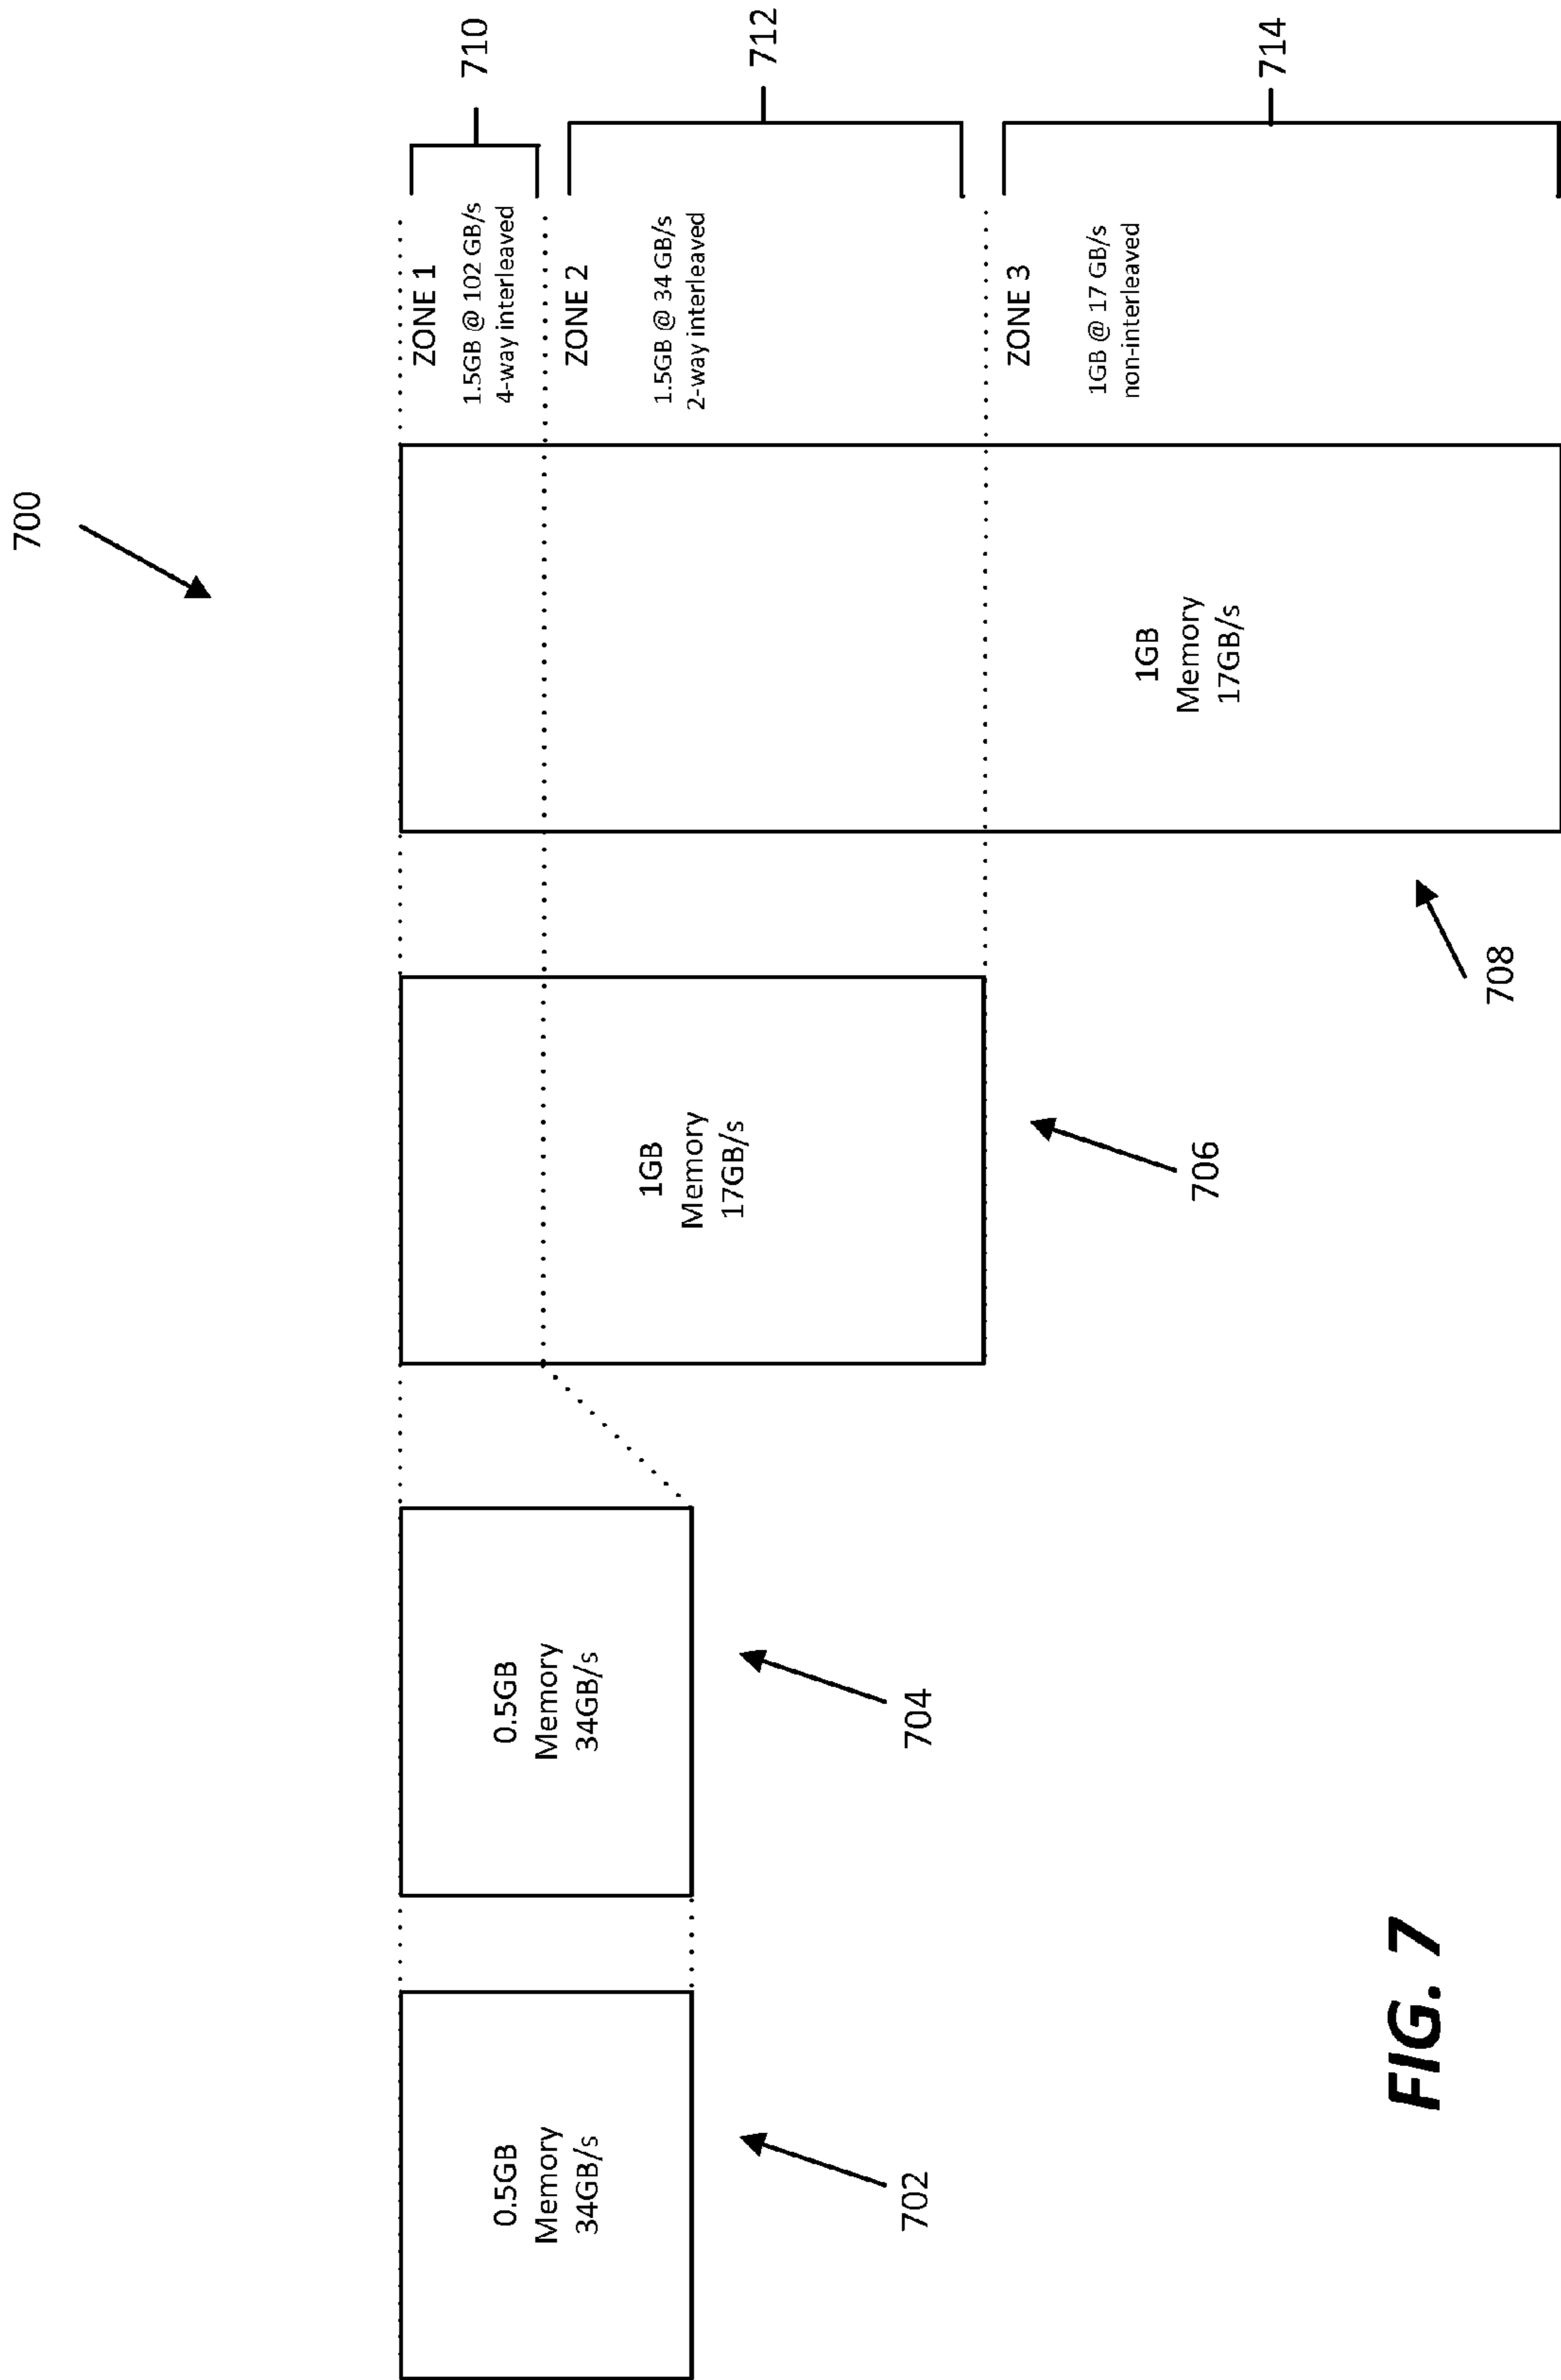 700
0.5GB
Memory
34GB/s
702
0.5GB
Memory
34GB/s
704
1GB
Memory
17GB/s
706
1GB
Memory
17GB/s
708
ZONE 1
1.5GB @ 102 GB/s
4-way interleaved
710
ZONE 2
1.5GB @ 34 GB/s
2-way interleaved
712
ZONE 3
1GB @ 17 GB/s
non-interleaved
714
FIG. 7